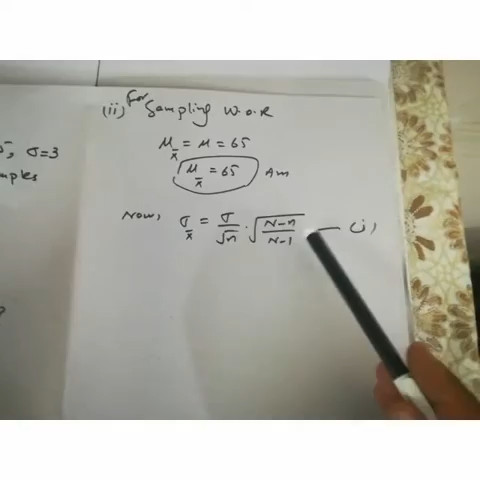 (ii) For Sampling W.O.R
μx̄ = μ = 65
μx̄ = 65 Ans
σ=3
Now, σx̄ = σ/√n · √(N-n/N-1) — (i)